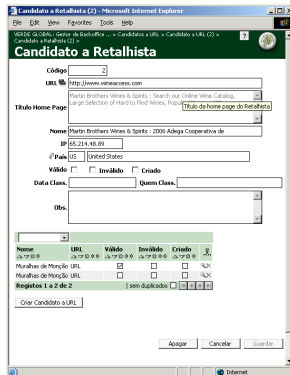 Candidato a Retalhista (2) - Microsoft Internet Explorer
File Edit View Favorites Tools Help
VERDE GLOBAL: Gestor de Backoffice ... > Candidatos a URL > Candidato a URL (2) >
Candidato a Retalhista (2) >
Candidato a Retalhista
Código 2
URL http://www.wineaccess.com
Título Home Page
Martin Brothers Wines & Spirits : Search our Online Wine Catalog,
Large Selection of Hard to Find Wines, Popu
Título da home page do Retalhista
Nome Martin Brothers Wines & Spirits : 2006 Adega Cooperativa de
IP 65.214.48.89
País US United States
Válido Inválido Criado
Data Class. Quem Class.
Obs.
Nome URL Válido Inválido Criado
Muralhas de Monção URL
Muralhas de Monção URL
Registos 1 a 2 de 2 | sem duplicados
Criar Candidato a URL
Apagar Cancelar Guardar
Internet